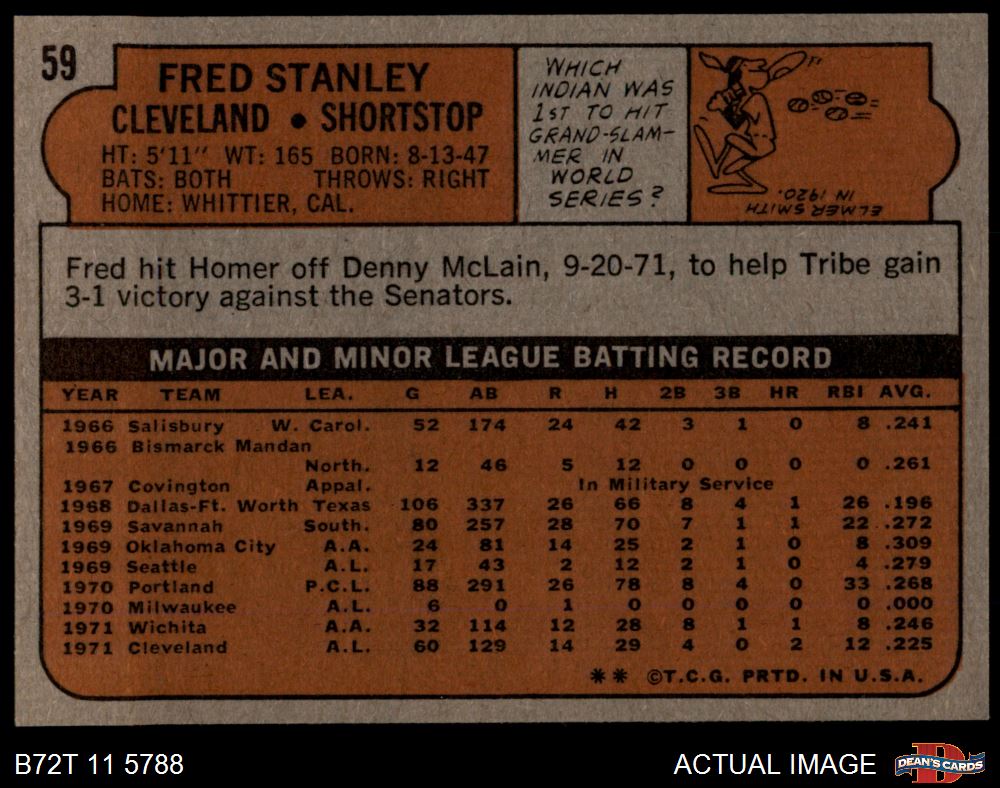 59
FRED STANLEY
CLEVELAND • SHORTSTOP
HT: 5'11" WT: 165 BORN: 8-13-47
BATS: BOTH THROWS: RIGHT
HOME: WHITTIER, CAL.
WHICH
INDIAN WAS
1ST TO HIT
GRAND-SLAM-
MER IN
WORLD
SERIES?
ELMER SMITH
IN 1920.
Fred hit Homer off Denny McLain, 9-20-71, to help Tribe gain
3-1 victory against the Senators.
MAJOR AND MINOR LEAGUE BATTING RECORD
YEAR TEAM LEA. G AB R H 2B 3B HR RBI AVG.
1966 Salisbury W. Carol. 52 174 24 42 3 1 0 8 .241
1966 Bismarck Mandan
North. 12 46 5 12 0 0 0 0 .261
1967 Covington Appal. In Military Service
1968 Dallas-Ft. Worth Texas 106 337 26 66 8 4 1 26 .196
1969 Savannah South. 80 257 28 70 7 1 1 22 .272
1969 Oklahoma City A.A. 24 81 14 25 2 1 0 8 .309
1969 Seattle A.L. 17 43 2 12 2 1 0 4 .279
1970 Portland P.C.L. 88 291 26 78 8 4 0 33 .268
1970 Milwaukee A.L. 6 0 1 0 0 0 0 0 .000
1971 Wichita A.A. 32 114 12 28 8 1 1 8 .246
1971 Cleveland A.L. 60 129 14 29 4 0 2 12 .225
** ©T.C.G. PRTD. IN U.S.A.
B72T 11 5788
ACTUAL IMAGE
D
DEAN'S CARDS